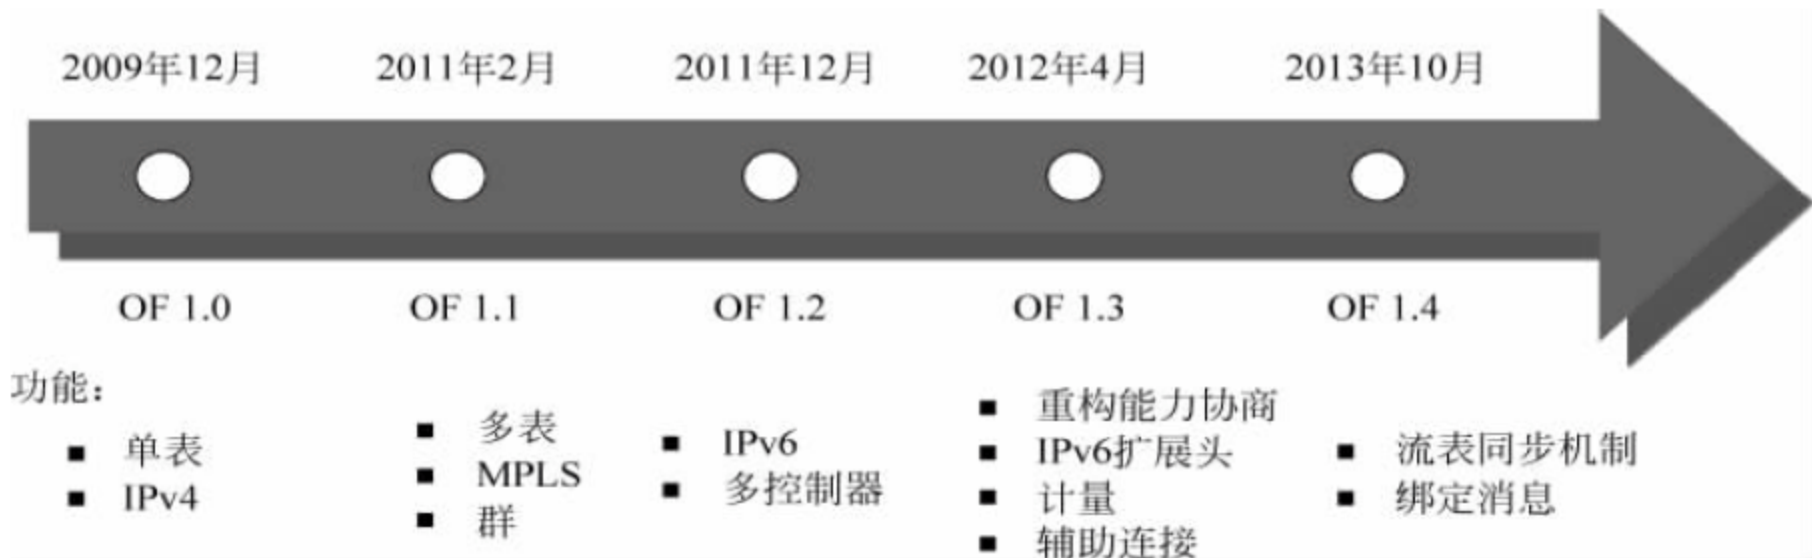 2009年12月 2011年2月 2011年12月 2012年4月 2013年10月
OF 1.0 OF 1.1 OF 1.2 OF 1.3 OF 1.4
功能：
■ 单表
■ IPv4
■ 多表
■ MPLS
■ 群
■ IPv6
■ 多控制器
■ 重构能力协商
■ IPv6扩展头
■ 计量
■ 辅助连接
■ 流表同步机制
■ 绑定消息